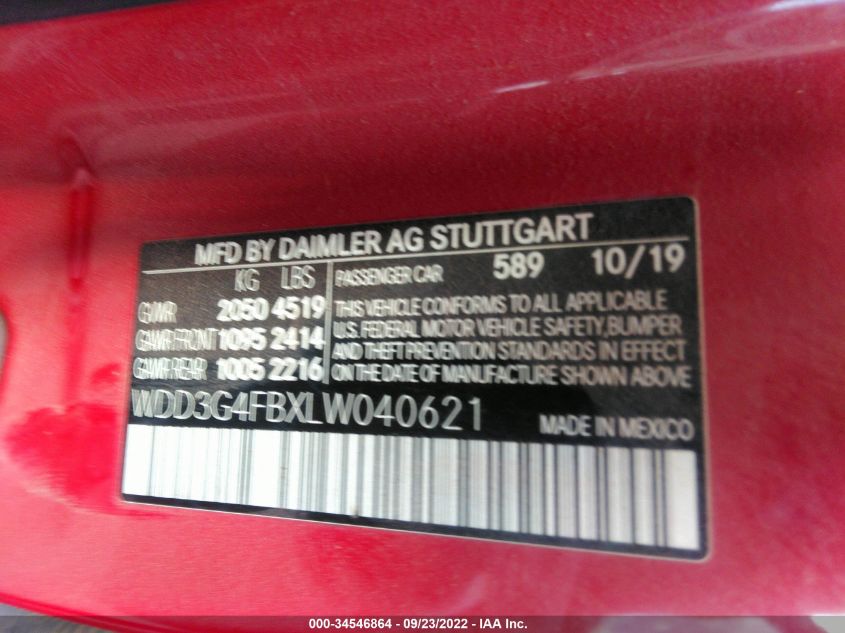 MFD BY DAIMLER AG STUTTGART
KG LBS
GVWR 2050 4519
GAWR FRONT 1095 2414
GAWR REAR 1005 2216
PASSENGER CAR 589 10/19
THIS VEHICLE CONFORMS TO ALL APPLICABLE
U.S. FEDERAL MOTOR VEHICLE SAFETY, BUMPER
AND THEFT PREVENTION STANDARDS IN EFFECT
ON THE DATE OF MANUFACTURE SHOWN ABOVE
WDD3G4FBXLW040621
MADE IN MEXICO
000-34546864 - 09/23/2022 - IAA Inc.